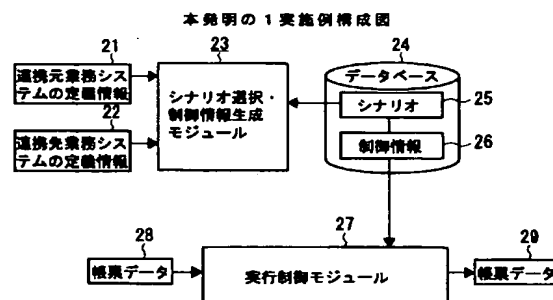 本発明の1実施例構成図
21
連携元業務シス
テムの定義情報
22
連携先業務シス
テムの定義情報
23
シナリオ選択・
制御情報生成
モジュール
24
データベース
シナリオ
25
制御情報
26
27
実行制御モジュール
28
帳票データ
29
帳票データ